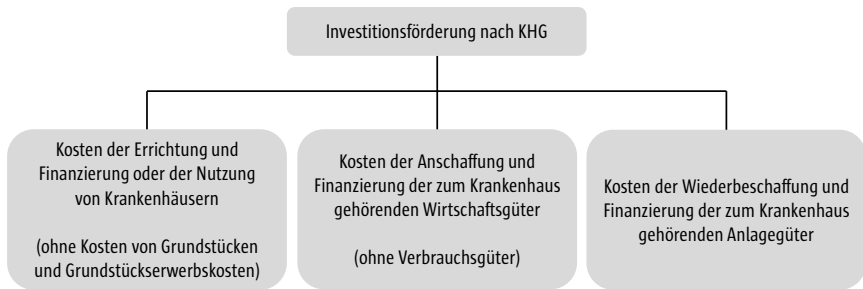 Investitionsförderung nach KHG
Kosten der Errichtung und
Finanzierung oder der Nutzung
von Krankenhäusern
(ohne Kosten von Grundstücken
und Grundstückserwerbskosten)
Kosten der Anschaffung und
Finanzierung der zum Krankenhaus
gehörenden Wirtschaftsgüter
(ohne Verbrauchsgüter)
Kosten der Wiederbeschaffung und
Finanzierung der zum Krankenhaus
gehörenden Anlagegüter